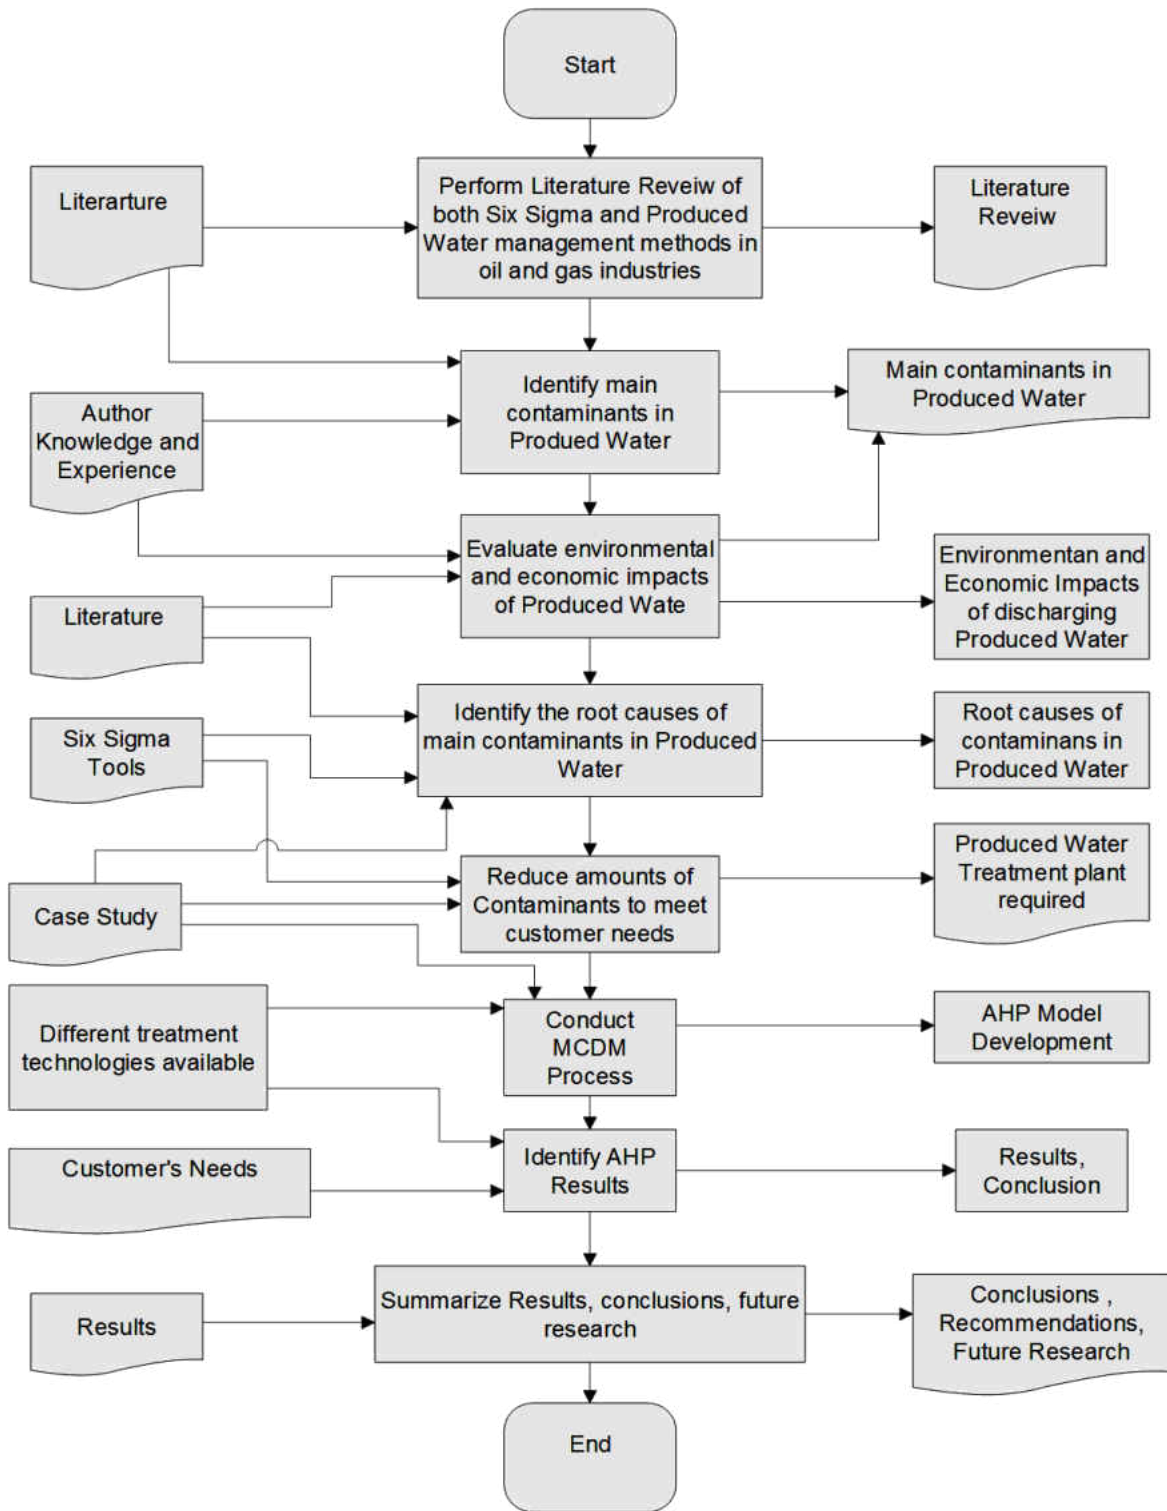 Start
Literarture
Perform Literature Reveiw of
both Six Sigma and Produced
Water management methods in
oil and gas industries
Literature
Reveiw
Author
Knowledge and
Experience
Identify main
contaminants in
Produed Water
Main contaminants in
Produced Water
Evaluate environmental
and economic impacts
of Produced Wate
Environmentan and
Economic Impacts
of discharging
Produced Water
Literature
Identify the root causes of
main contaminants in Produced
Water
Root causes of
contaminans in
Produced Water
Six Sigma
Tools
Case Study
Reduce amounts of
Contaminants to meet
customer needs
Produced Water
Treatment plant
required
Different treatment
technologies available
Conduct
MCDM
Process
AHP Model
Development
Customer's Needs
Identify AHP
Results
Results,
Conclusion
Results
Summarize Results, conclusions, future
research
Conclusions ,
Recommendations,
Future Research
End